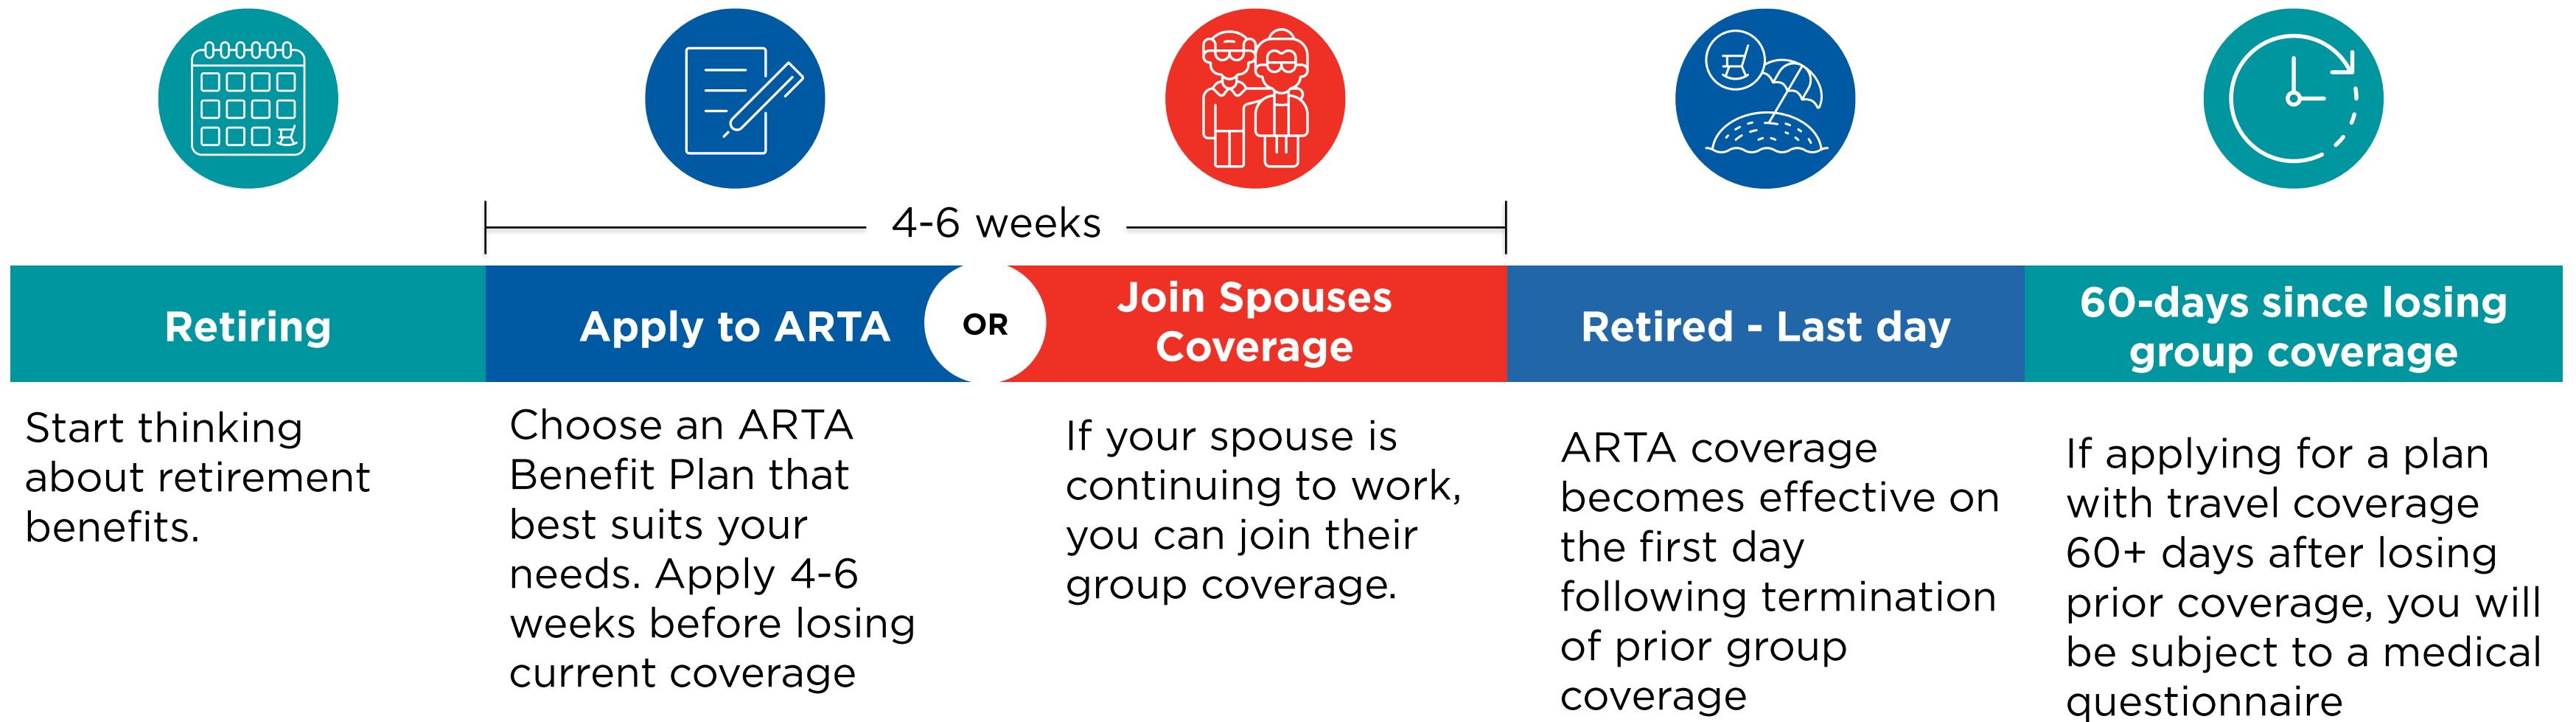 4-6 weeks
Retiring
Apply to ARTA
OR
Join Spouses
Coverage
Retired - Last day
60-days since losing
group coverage
Start thinking
about retirement
benefits.
Choose an ARTA
Benefit Plan that
best suits your
needs. Apply 4-6
weeks before losing
current coverage
If your spouse is
continuing to work,
you can join their
group coverage.
ARTA coverage
becomes effective on
the first day
following termination
of prior group
coverage
If applying for a plan
with travel coverage
60+ days after losing
prior coverage, you will
be subject to a medical
questionnaire